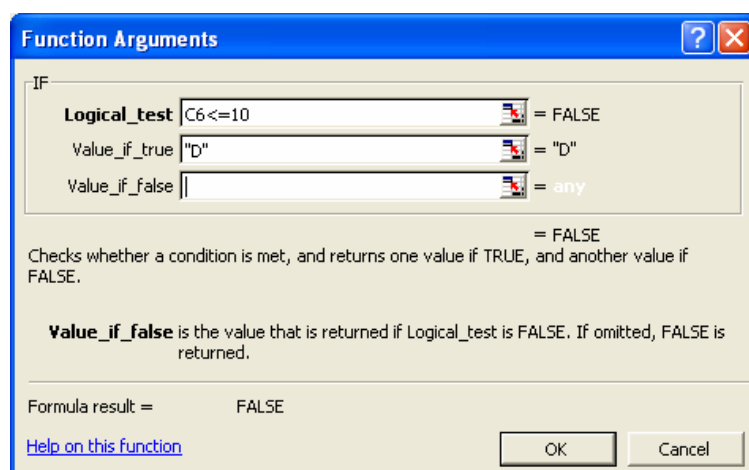 Function Arguments
IF
Logical_test C6<=10 = FALSE
Value_if_true "D" = "D"
Value_if_false = any
= FALSE
Checks whether a condition is met, and returns one value if TRUE, and another value if
FALSE.
Value_if_false is the value that is returned if Logical_test is FALSE. If omitted, FALSE is
returned.
Formula result = FALSE
Help on this function OK Cancel